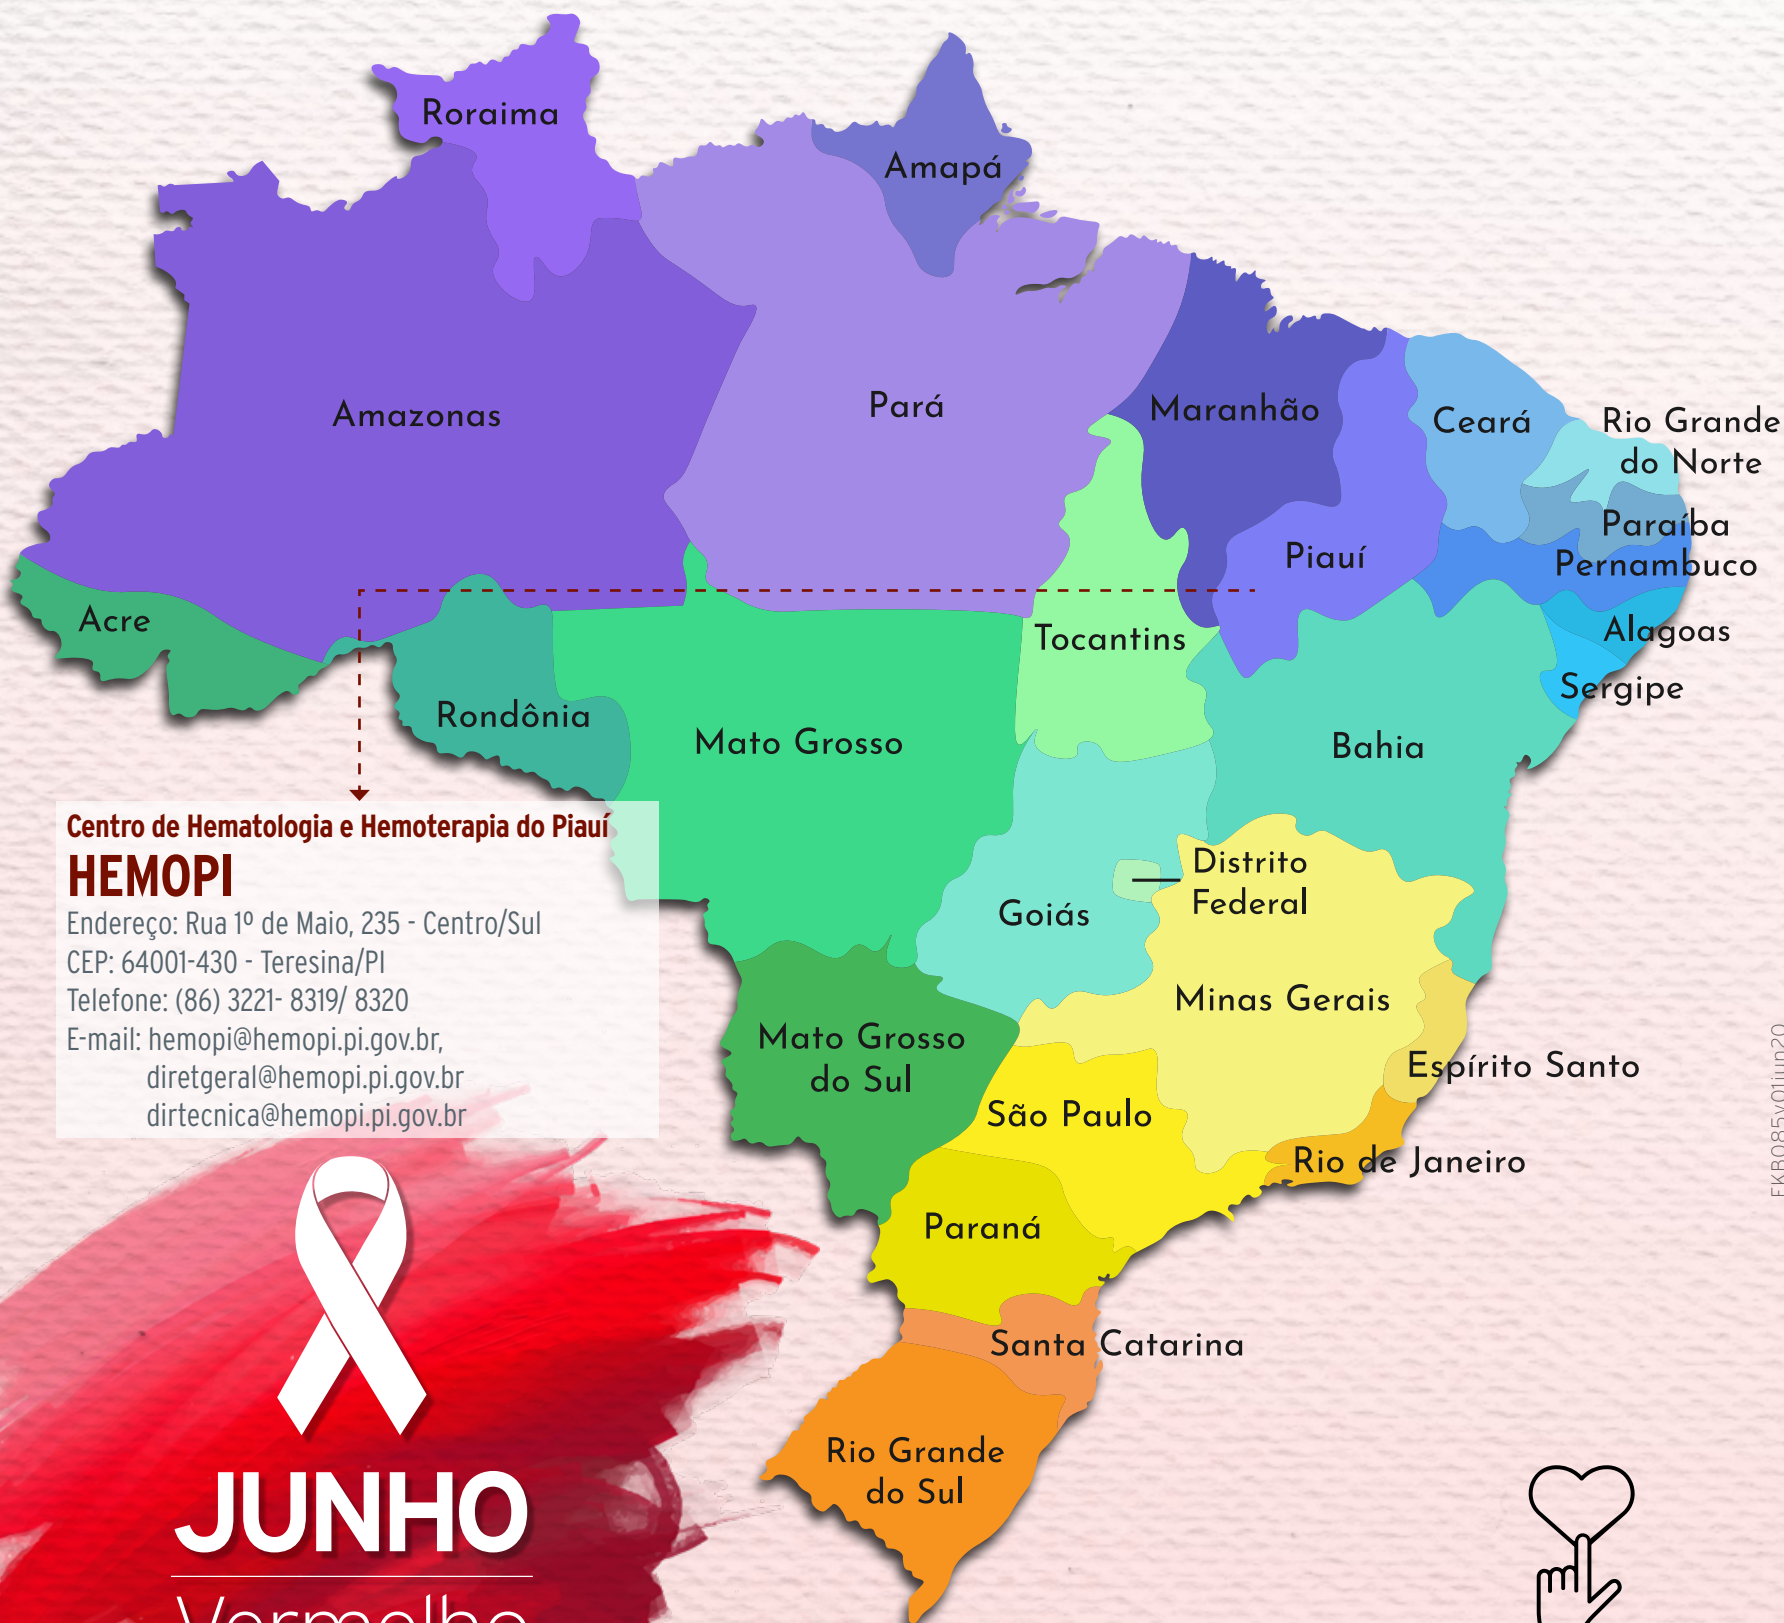 Roraima
Amapá
Amazonas
Pará
Maranhão
Ceará
Rio Grande
do Norte
Paraíba
Piauí
Pernambuco
Acre
Tocantins
Alagoas
Sergipe
Rondônia
Mato Grosso
Bahia
Centro de Hematologia e Hemoterapia do Piauí
HEMOPI
Endereço: Rua 1º de Maio, 235 - Centro/Sul
CEP: 64001-430 - Teresina/PI
Telefone: (86) 3221- 8319/ 8320
E-mail: hemopi@hemopi.pi.gov.br,
diretgeral@hemopi.pi.gov.br
dirtecnica@hemopi.pi.gov.br
Distrito
Federal
Goiás
Minas Gerais
Mato Grosso
do Sul
Espírito Santo
São Paulo
Rio de Janeiro
Paraná
Santa Catarina
Rio Grande
do Sul
FKB085v01jun20
JUNHO
Vermelho